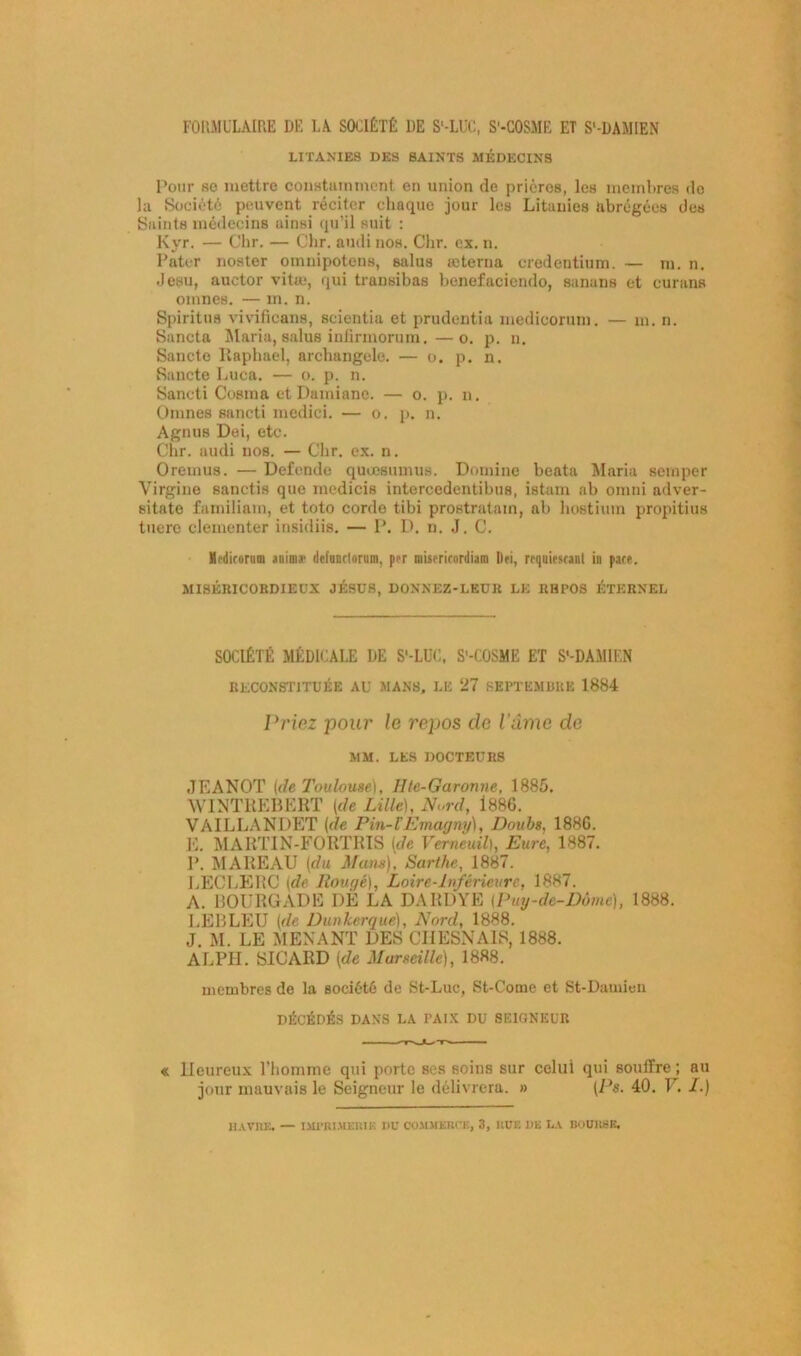 FORMULAIRE DE LA SOCIÉTÉ DE St-LUC, St-COSME ET St-DAMIEN
LITANIES DES SAINTS MÉDECINS
Pour se mettre constamment en union de prières, les membres de
la Société peuvent réciter chaque jour les Litanies abrégées des
Saints médecins ainsi qu'il suit :
Kyr. — Chr. — Chr. audi nos. Chr. ex. n.
Pater noster omnipotens, salus æterna credentium. — m. n.
Jesu, auctor vitæ, qui transibas benefaciendo, sanans et curans
omnes. — m. n.
Spiritus vivificans, scientia et prudentia medicorum. — m. n.
Sancta Maria, salus infirmorum. — o. p. n.
Sancte Raphael, archangele. — o. p. n.
Sancte Luca. — o. p. n.
Sancti Cosma et Damiane. — o. p. n.
Omnes sancti medici. — o. p. n.
Agnus Dei, etc.
Chr. audi nos. — Chr. ex. n.
Oremus. — Defende quœsumus. Domine beata Maria semper
Virgine sanctis que medicis intercedentibus, istam ab omni adver-
sitate familiam, et toto corde tibi prostratam, ab hostium propitius
tuere clementer insidiis. — P. D. n. J. C.
Medicorum animæ defunctorum, per misericordiam Dei, requiescant in pace.
MISÉRICORDIEUX JÉSUS, DONNEZ-LEUR LE REPOS ÉTERNEL
SOCIÉTÉ MÉDICALE DE St-LUC, St-COSME ET St-DAMIEN
RECONSTITUÉE AU MANS, LE 27 SEPTEMBRE 1884
Priez pour le repos de l'âme de
MM. LES DOCTEURS
JEANOT (de Toulouse), Hte-Garonne, 1885.
WINTREBERT (de Lille), Nord, 1886.
VAILLANDET (de Pin-l'Emagny), Doubs, 1886.
E. MARTIN-FORTRIS (de Verneuil), Eure, 1887.
P. MAREAU (du Mans), Sarthe, 1887.
LECLERC (de Rougé), Loire-Inférieure, 1887.
A. BOURGADE DE LA DARDYE (Puy-de-Dôme), 1888.
LEBLEU (de Dunkerque), Nord, 1888.
J. M. LE MENANT DES CHESNAIS, 1888.
ALPH. SICARD (de Marseille), 1888.
membres de la société de St-Luc, St-Come et St-Damien
DÉCÉDÉS DANS LA PAIX DU SEIGNEUR
« Heureux l'homme qui porte ses soins sur celui qui souffre ; au
jour mauvais le Seigneur le délivrera. » (Ps. 40. V. I.)
HAVRE. — IMPRIMERIE DU COMMERCE, 3, RUE DE LA BOURSE.